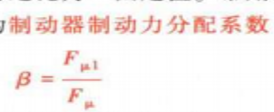 制动器制动力分配系数
β = F_μ1 / F_μ